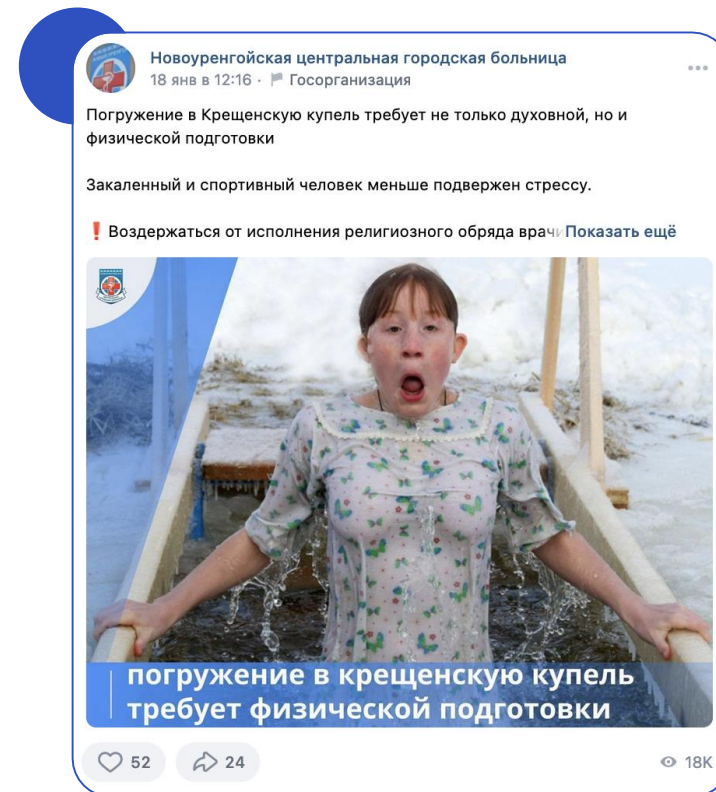 Новоуренгойская центральная городская больница
18 янв в 12:16 · Госорганизация
Погружение в Крещенскую купель требует не только духовной, но и
физической подготовки
Закаленный и спортивный человек меньше подвержен стрессу.
❗ Воздержаться от исполнения религиозного обряда врачи Показать ещё
погружение в крещенскую купель
требует физической подготовки
52
24
18K